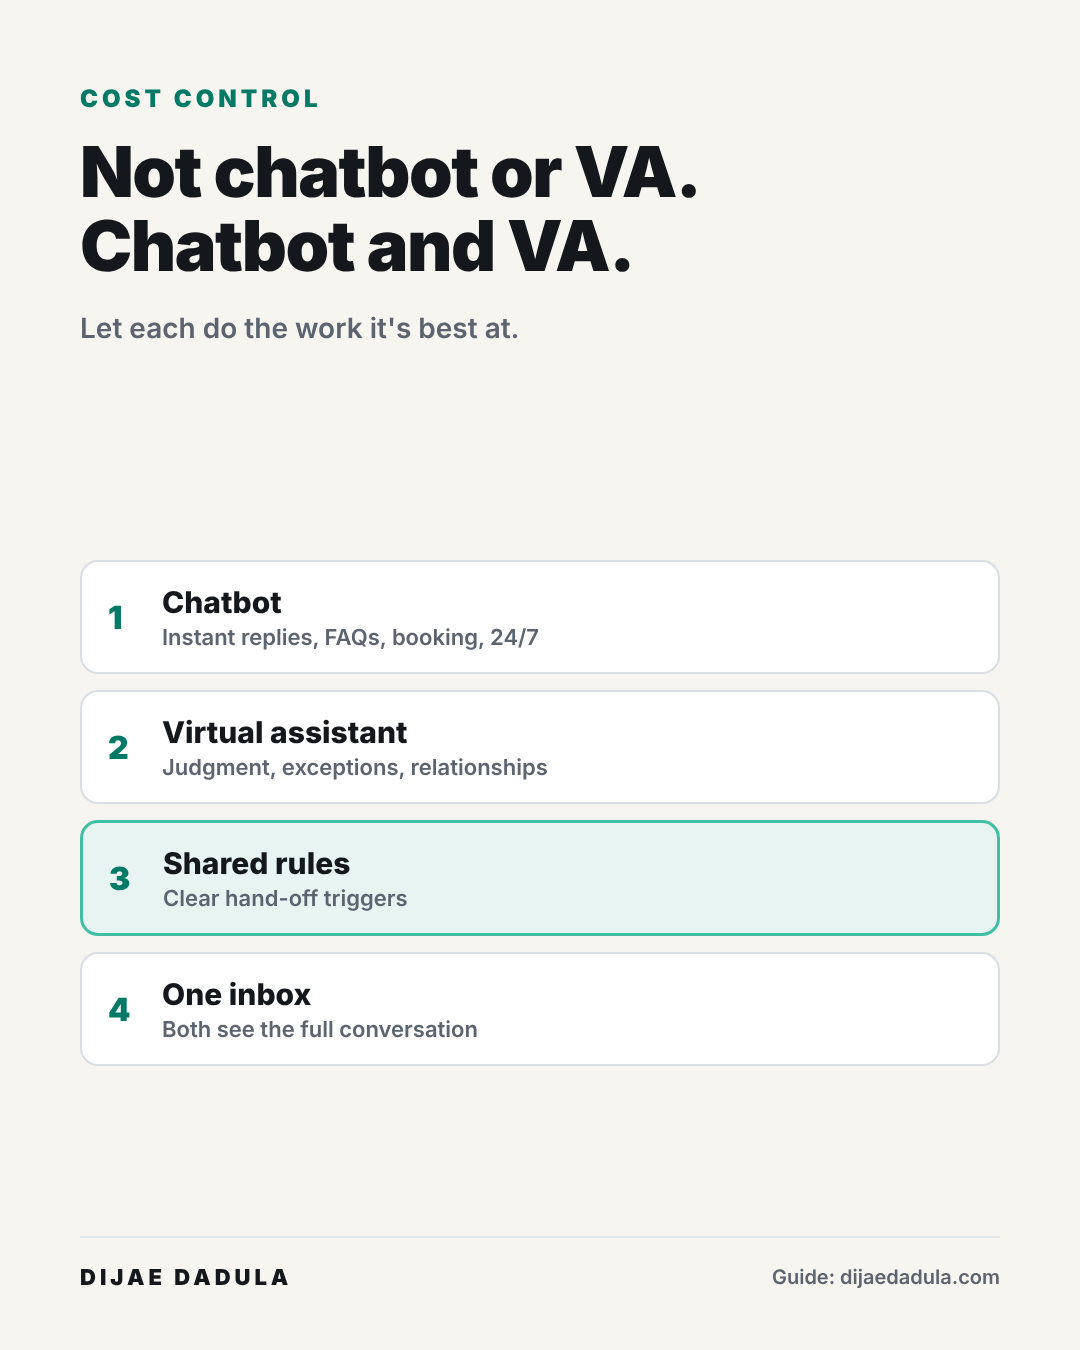 COST CONTROL
Not chatbot or VA.
Chatbot and VA.
Let each do the work it's best at.
1
Chatbot
Instant replies, FAQs, booking, 24/7
2
Virtual assistant
Judgment, exceptions, relationships
3
Shared rules
Clear hand-off triggers
4
One inbox
Both see the full conversation
DIJAE DADULA
Guide: dijaedadula.com